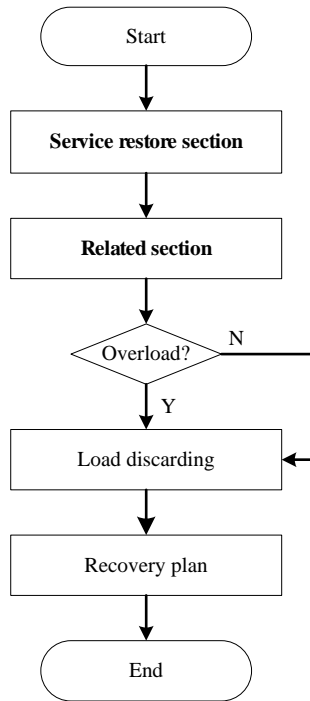 Start
Service restore section
Related section
Overload?
N
Y
Load discarding
Recovery plan
End